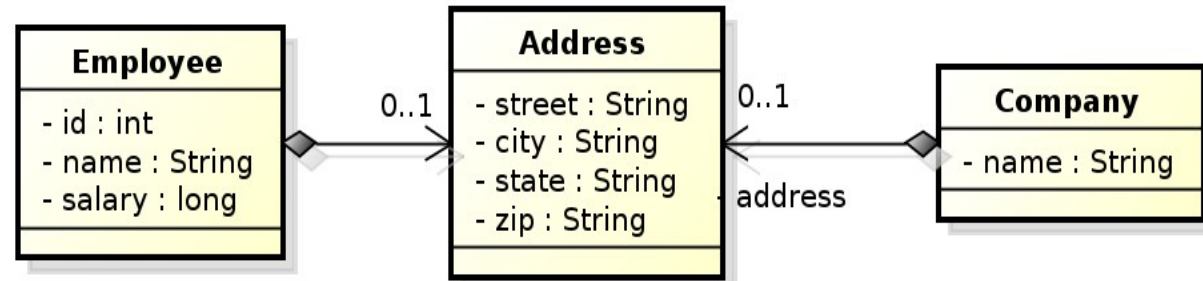 Employee
- id : int
- name : String
- salary : long
0..1
Address
- street : String
- city : String
- state : String
- zip : String
0..1
- address
Company
- name : String